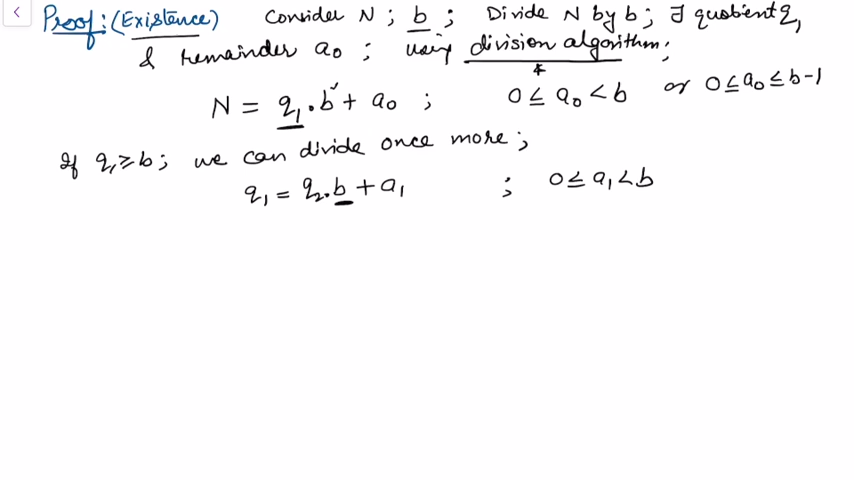 Proof: (Existence) Consider N ; b ; Divide N by b ; ∃ quotient q₁
& remainder a₀ ; using division algorithm ;
N = q₁ . b + a₀ ; 0 ≤ a₀ < b or 0 ≤ a₀ ≤ b-1
If q₁ ≥ b ; we can divide once more ;
q₁ = q₂. b + a₁ ; 0 ≤ a₁ < b